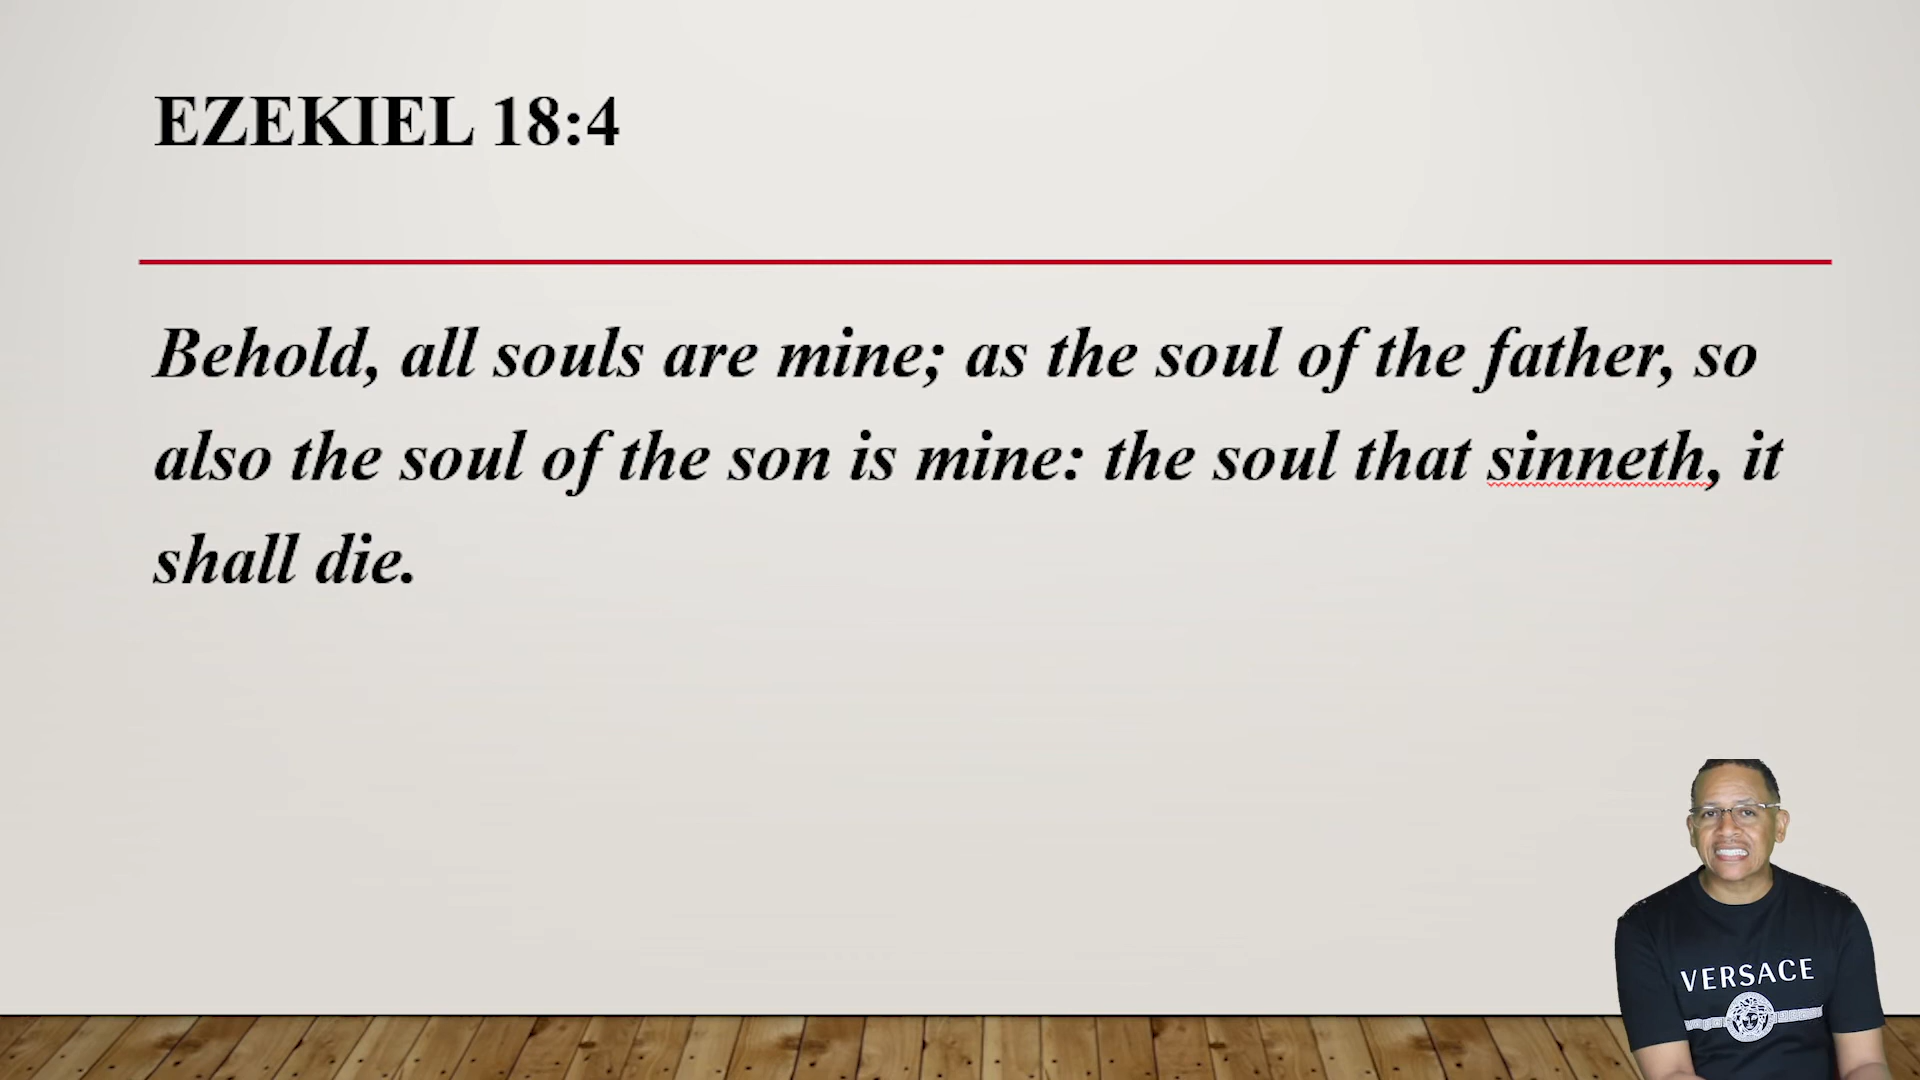 EZEKIEL 18:4
Behold, all souls are mine; as the soul of the father, so
also the soul of the son is mine: the soul that sinneth, it
shall die.
VERSACE